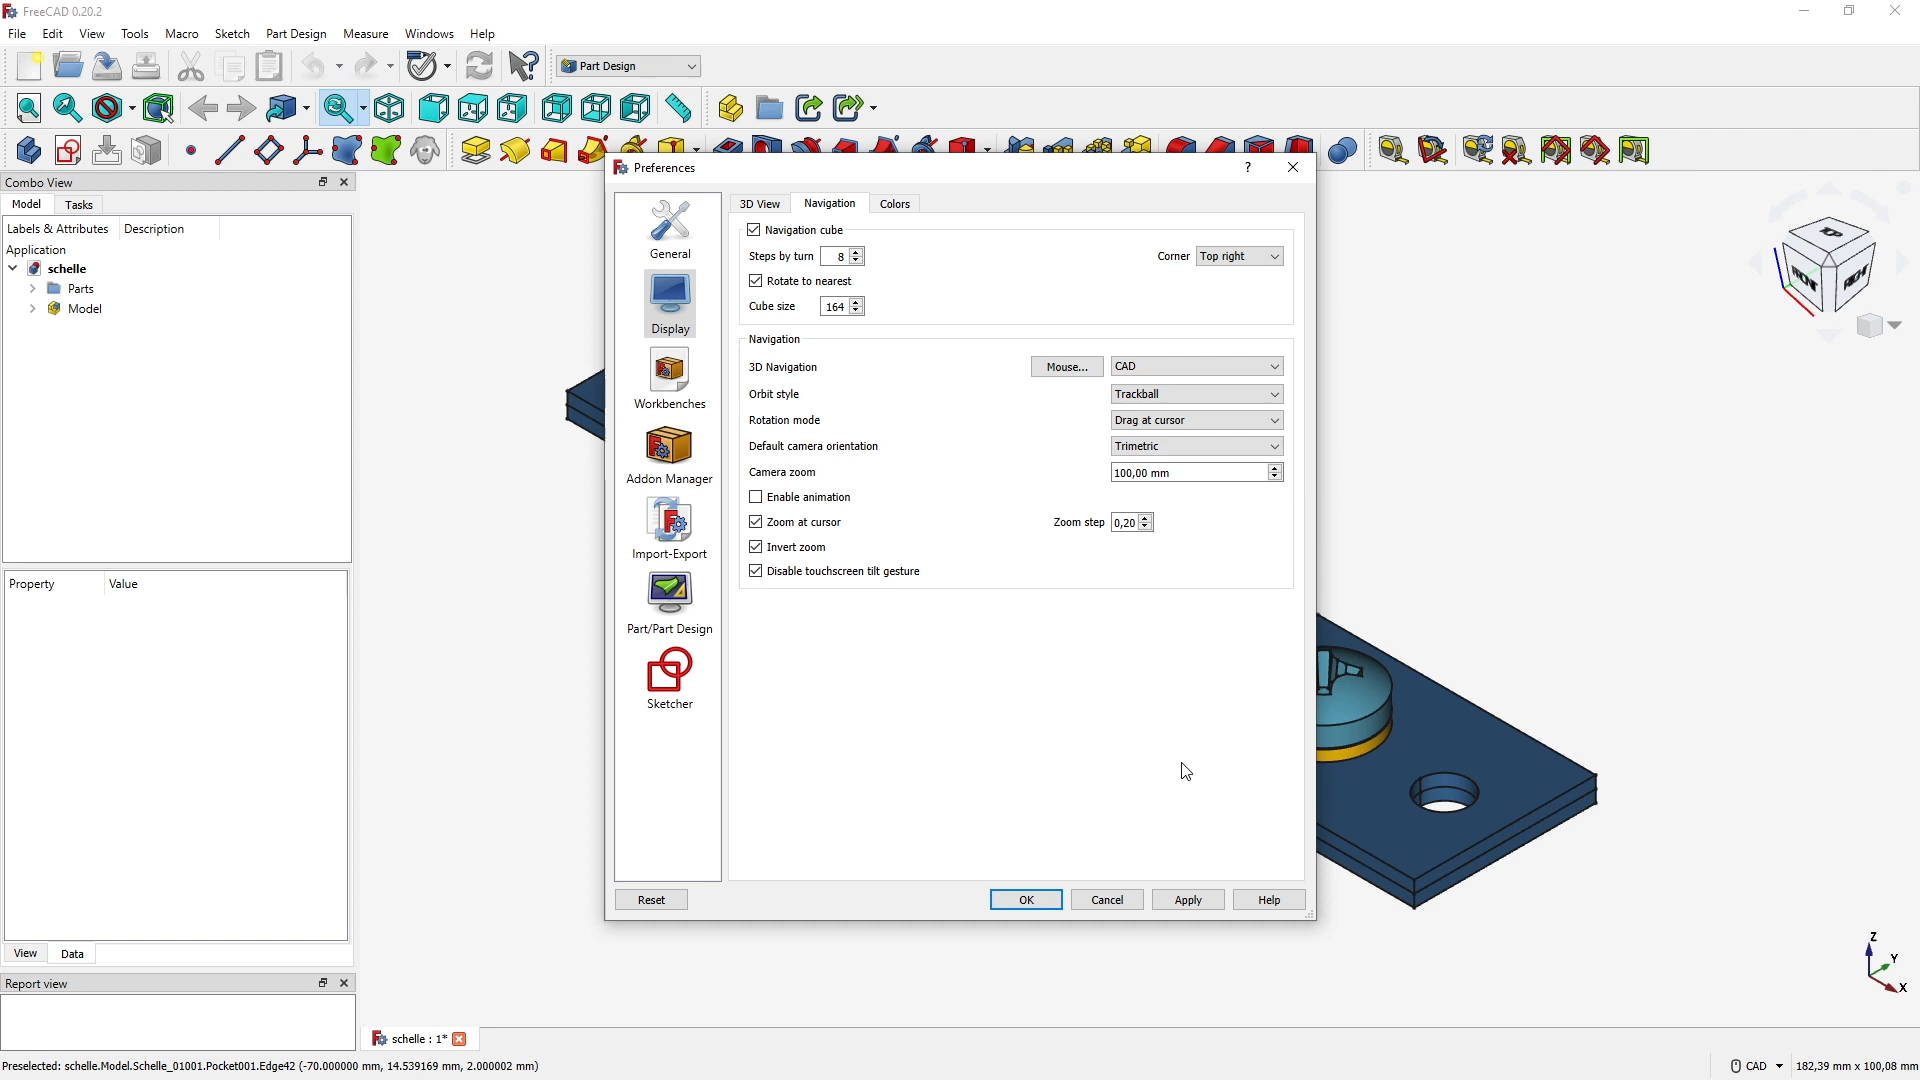 FreeCAD 0.20.2
File Edit View Tools Macro Sketch Part Design Measure Windows Help
Part Design
Combo View
Model Tasks
Labels & Attributes Description
Application
schelle
Parts
Model
Property Value
View Data
Report view
Preferences ?
General
Display
Workbenches
Addon Manager
Import-Export
Part/Part Design
Sketcher
3D View Navigation Colors
Navigation cube
Steps by turn 8 Corner Top right
Rotate to nearest
Cube size 164
Navigation
3D Navigation Mouse... CAD
Orbit style Trackball
Rotation mode Drag at cursor
Default camera orientation Trimetric
Camera zoom 100,00 mm
Enable animation
Zoom at cursor Zoom step 0,20
Invert zoom
Disable touchscreen tilt gesture
Reset OK Cancel Apply Help
Z
Y
X
schelle : 1*
Preselected: schelle.Model.Schelle_01001.Pocket001.Edge42 (-70.000000 mm, 14.539169 mm, 2.000002 mm) CAD 182,39 mm x 100,08 mm